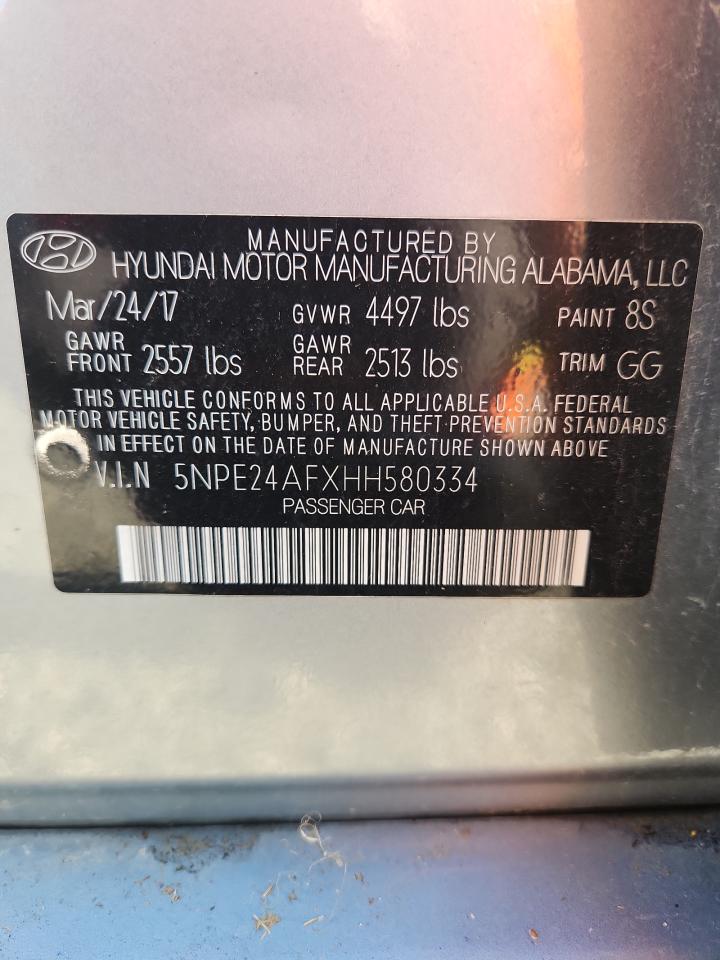 MANUFACTURED BY
HYUNDAI MOTOR MANUFACTURING ALABAMA, LLC
Mar/24/17 GVWR 4497 lbs PAINT 8S
GAWR FRONT 2557 lbs GAWR REAR 2513 lbs TRIM GG
THIS VEHICLE CONFORMS TO ALL APPLICABLE U.S.A. FEDERAL
MOTOR VEHICLE SAFETY, BUMPER, AND THEFT PREVENTION STANDARDS
IN EFFECT ON THE DATE OF MANUFACTURE SHOWN ABOVE
V.I.N 5NPE24AFXHH580334
PASSENGER CAR